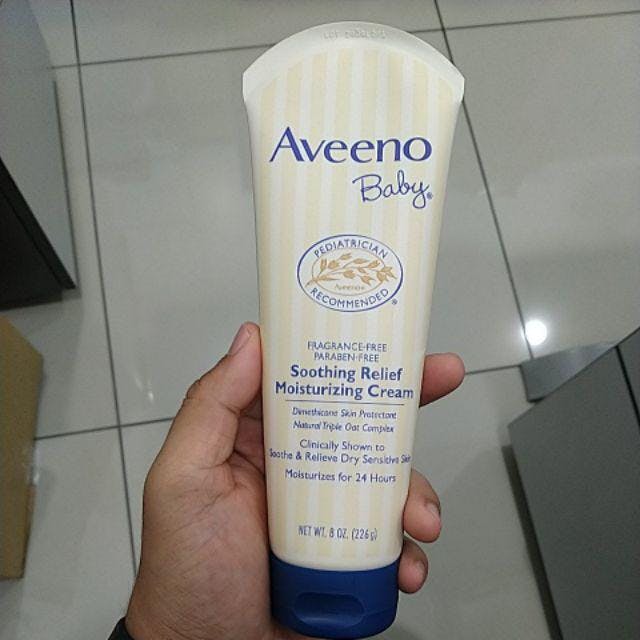 Aveeno
Baby®
PEDIATRICIAN
Aveeno®
RECOMMENDED®
FRAGRANCE-FREE
PARABEN-FREE
Soothing Relief
Moisturizing Cream
Dimethicone Skin Protectant
Natural Triple Oat Complex
Clinically Shown to
Soothe & Relieve Dry Sensitive Skin
Moisturizes for 24 Hours
NET WT. 8 OZ. (226g)